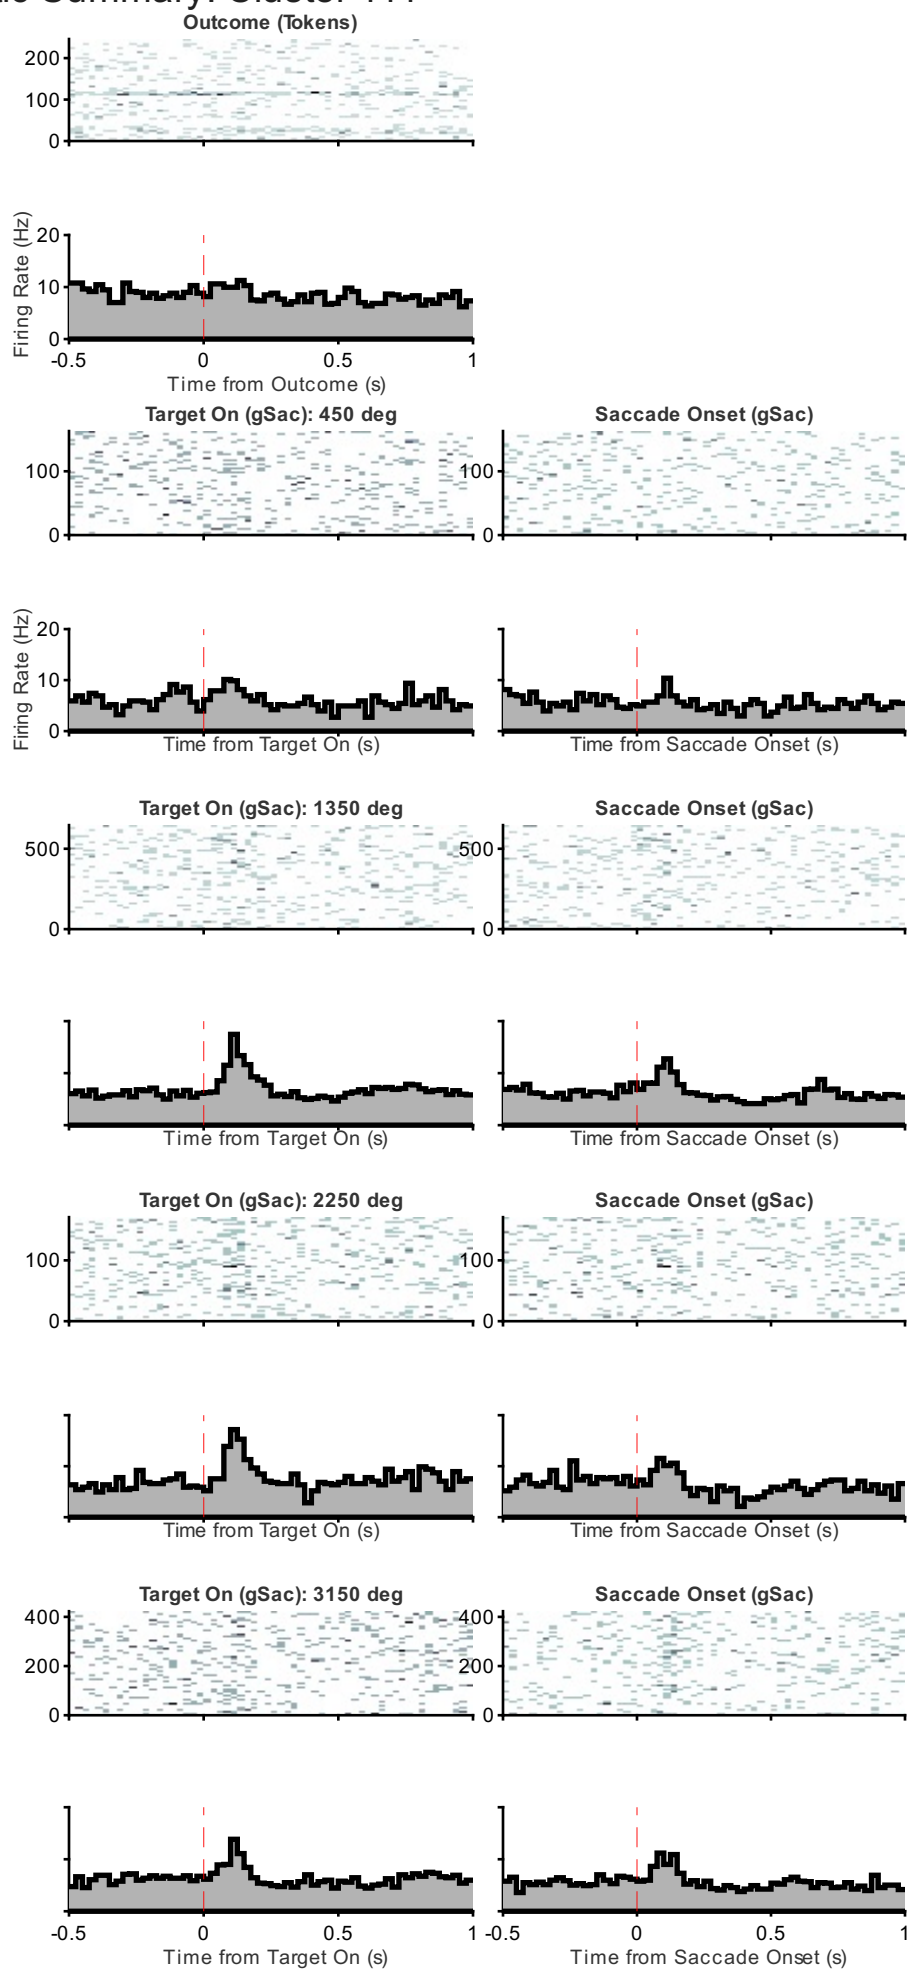 Summary: Cluster
Outcome (Tokens)
200
100
0
Firing Rate (Hz)
20
10
0
-0.5 0 0.5 1
Time from Outcome (s)
Target On (gSac): 450 deg Saccade Onset (gSac)
100 100
0 0
Firing Rate (Hz)
20
10
0
Time from Target On (s) Time from Saccade Onset (s)
Target On (gSac): 1350 deg Saccade Onset (gSac)
500 500
0 0
Time from Target On (s) Time from Saccade Onset (s)
Target On (gSac): 2250 deg Saccade Onset (gSac)
100 100
0 0
Time from Target On (s) Time from Saccade Onset (s)
Target On (gSac): 3150 deg Saccade Onset (gSac)
400 400
200 200
0 0
-0.5 0 0.5 1 -0.5 0 0.5 1
Time from Target On (s) Time from Saccade Onset (s)